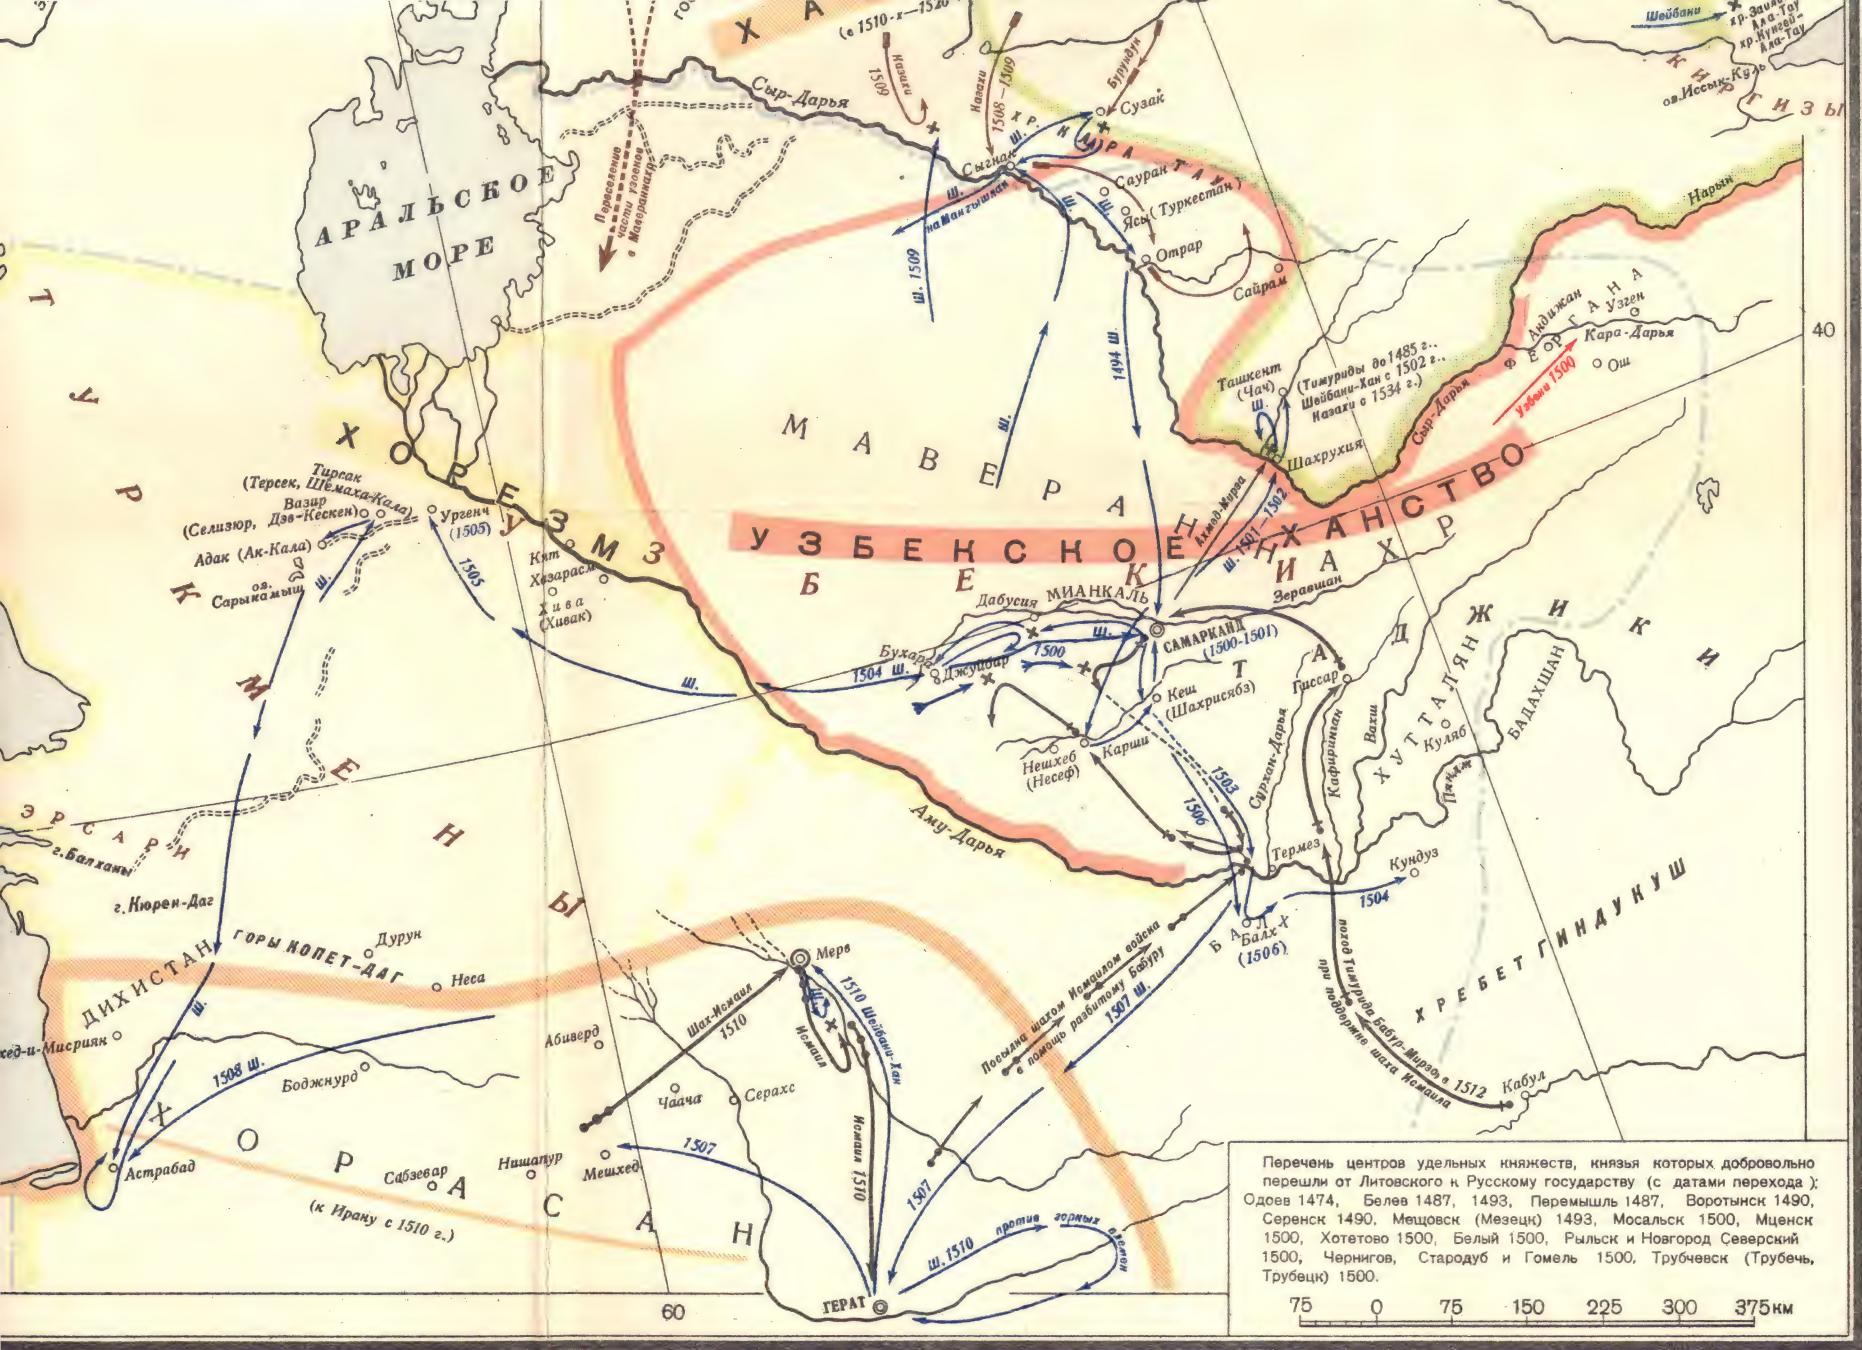 ХА
(с 1510-х—1520
Шейбани
хр. Заили
Ала-Тау
хр. Кунгей-
Ала-Тау
КИРГИЗЫ
оз. Иссык-Куль
Сыр-Дарья
Казахи
1509
Казахи
1508—1509
Бурундук
Сузак
ХР. КАРАТАУ
Ш.
Сыгнак
Ш.
на Мангышлак
Ш.
Ш.
Сауран
Ясы (Туркестан)
Отрар
Сайрам
Нарын
Переселение
части узбеков
в Мавераннахр
АРАЛЬСКОЕ
МОРЕ
Ш. 1509
1494 Ш.
Ш.
Ташкент
(Чач)
Ш.
(Тимуриды до 1485 г.,
Шейбани-Хан с 1502 г.,
Казахи с 1534 г.)
Шахрухия
Сыр-Дарья
ФЕРГАНА
Андижан
Узген
Кара-Дарья
Ош
Узбеки 1500
40
ТУРКМЕНЫ
ХОРЕЗМ
МАВЕРАННАХР
УЗБЕКСКОЕ ХАНСТВО
УЗБЕК
И
Тирсак
(Терсек, Шемаха-Кала)
Вазир
(Селизюр, Дэв-Кескен)
Адак (Ак-Кала)
оз.
Сарыкамыш
Ш.
Ургенч
(1505)
1505
Кят
Хазарасп
Хива
(Хивак)
Ахмед-Мирза
Ш. 1501—1502
Зеравшан
Дабусия
МИАНКАЛЬ
САМАРКАНД
(1500-1501)
Ш.
1500
Бухара
Джуйбар
1504 Ш.
Ш.
Кеш
(Шахрисябз)
Карши
Нешхеб
(Несеф)
ТАДЖИКИ
Гиссар
Сурхан-Дарья
Кафирниган
Вахш
ХУТТАЛЯН
Куляб
Пяндж
БАДАХШАН
1503
1506
Термез
Кундуз
1504
БАЛХ
Балх
(1506)
Аму-Дарья
ЭРСАРИ
г. Балханы
г. Кюрен-Даг
ГОРЫ КОПЕТ-ДАГ
Дурун
Неса
ДИХИСТАН
хед-и-Мисриян
Ш.
1508 Ш.
Боджнурд
Абиверд
Мерв
Шах-Исмаил
1510
Ш.
Исмаил
1510 Шейбани-Хан
Исмаил 1510
Чаача
Серахс
Посылка шахом Исмаилом войска
в помощь разбитому Бабуру
1507 Ш.
поход Тимурида Бабур-Мирзы в 1512
при поддержке шаха Исмаила
Кабул
ХРЕБЕТ ГИНДУКУШ
ХОРАСАН
Астрабад
Сабзевар
Нишапур
Мешхед
1507
(к Ирану с 1510 г.)
1507
Ш. 1510
против горных племен
ГЕРАТ
60
Перечень центров удельных княжеств, князья которых добровольно
перешли от Литовского к Русскому государству (с датами перехода):
Одоев 1474, Белев 1487, 1493, Перемышль 1487, Воротынск 1490,
Серенск 1490, Мещовск (Мезецк) 1493, Мосальск 1500, Мценск
1500, Хотетово 1500, Белый 1500, Рыльск и Новгород Северский
1500, Чернигов, Стародуб и Гомель 1500, Трубчевск (Трубечь,
Трубецк) 1500.
75 0 75 150 225 300 375км